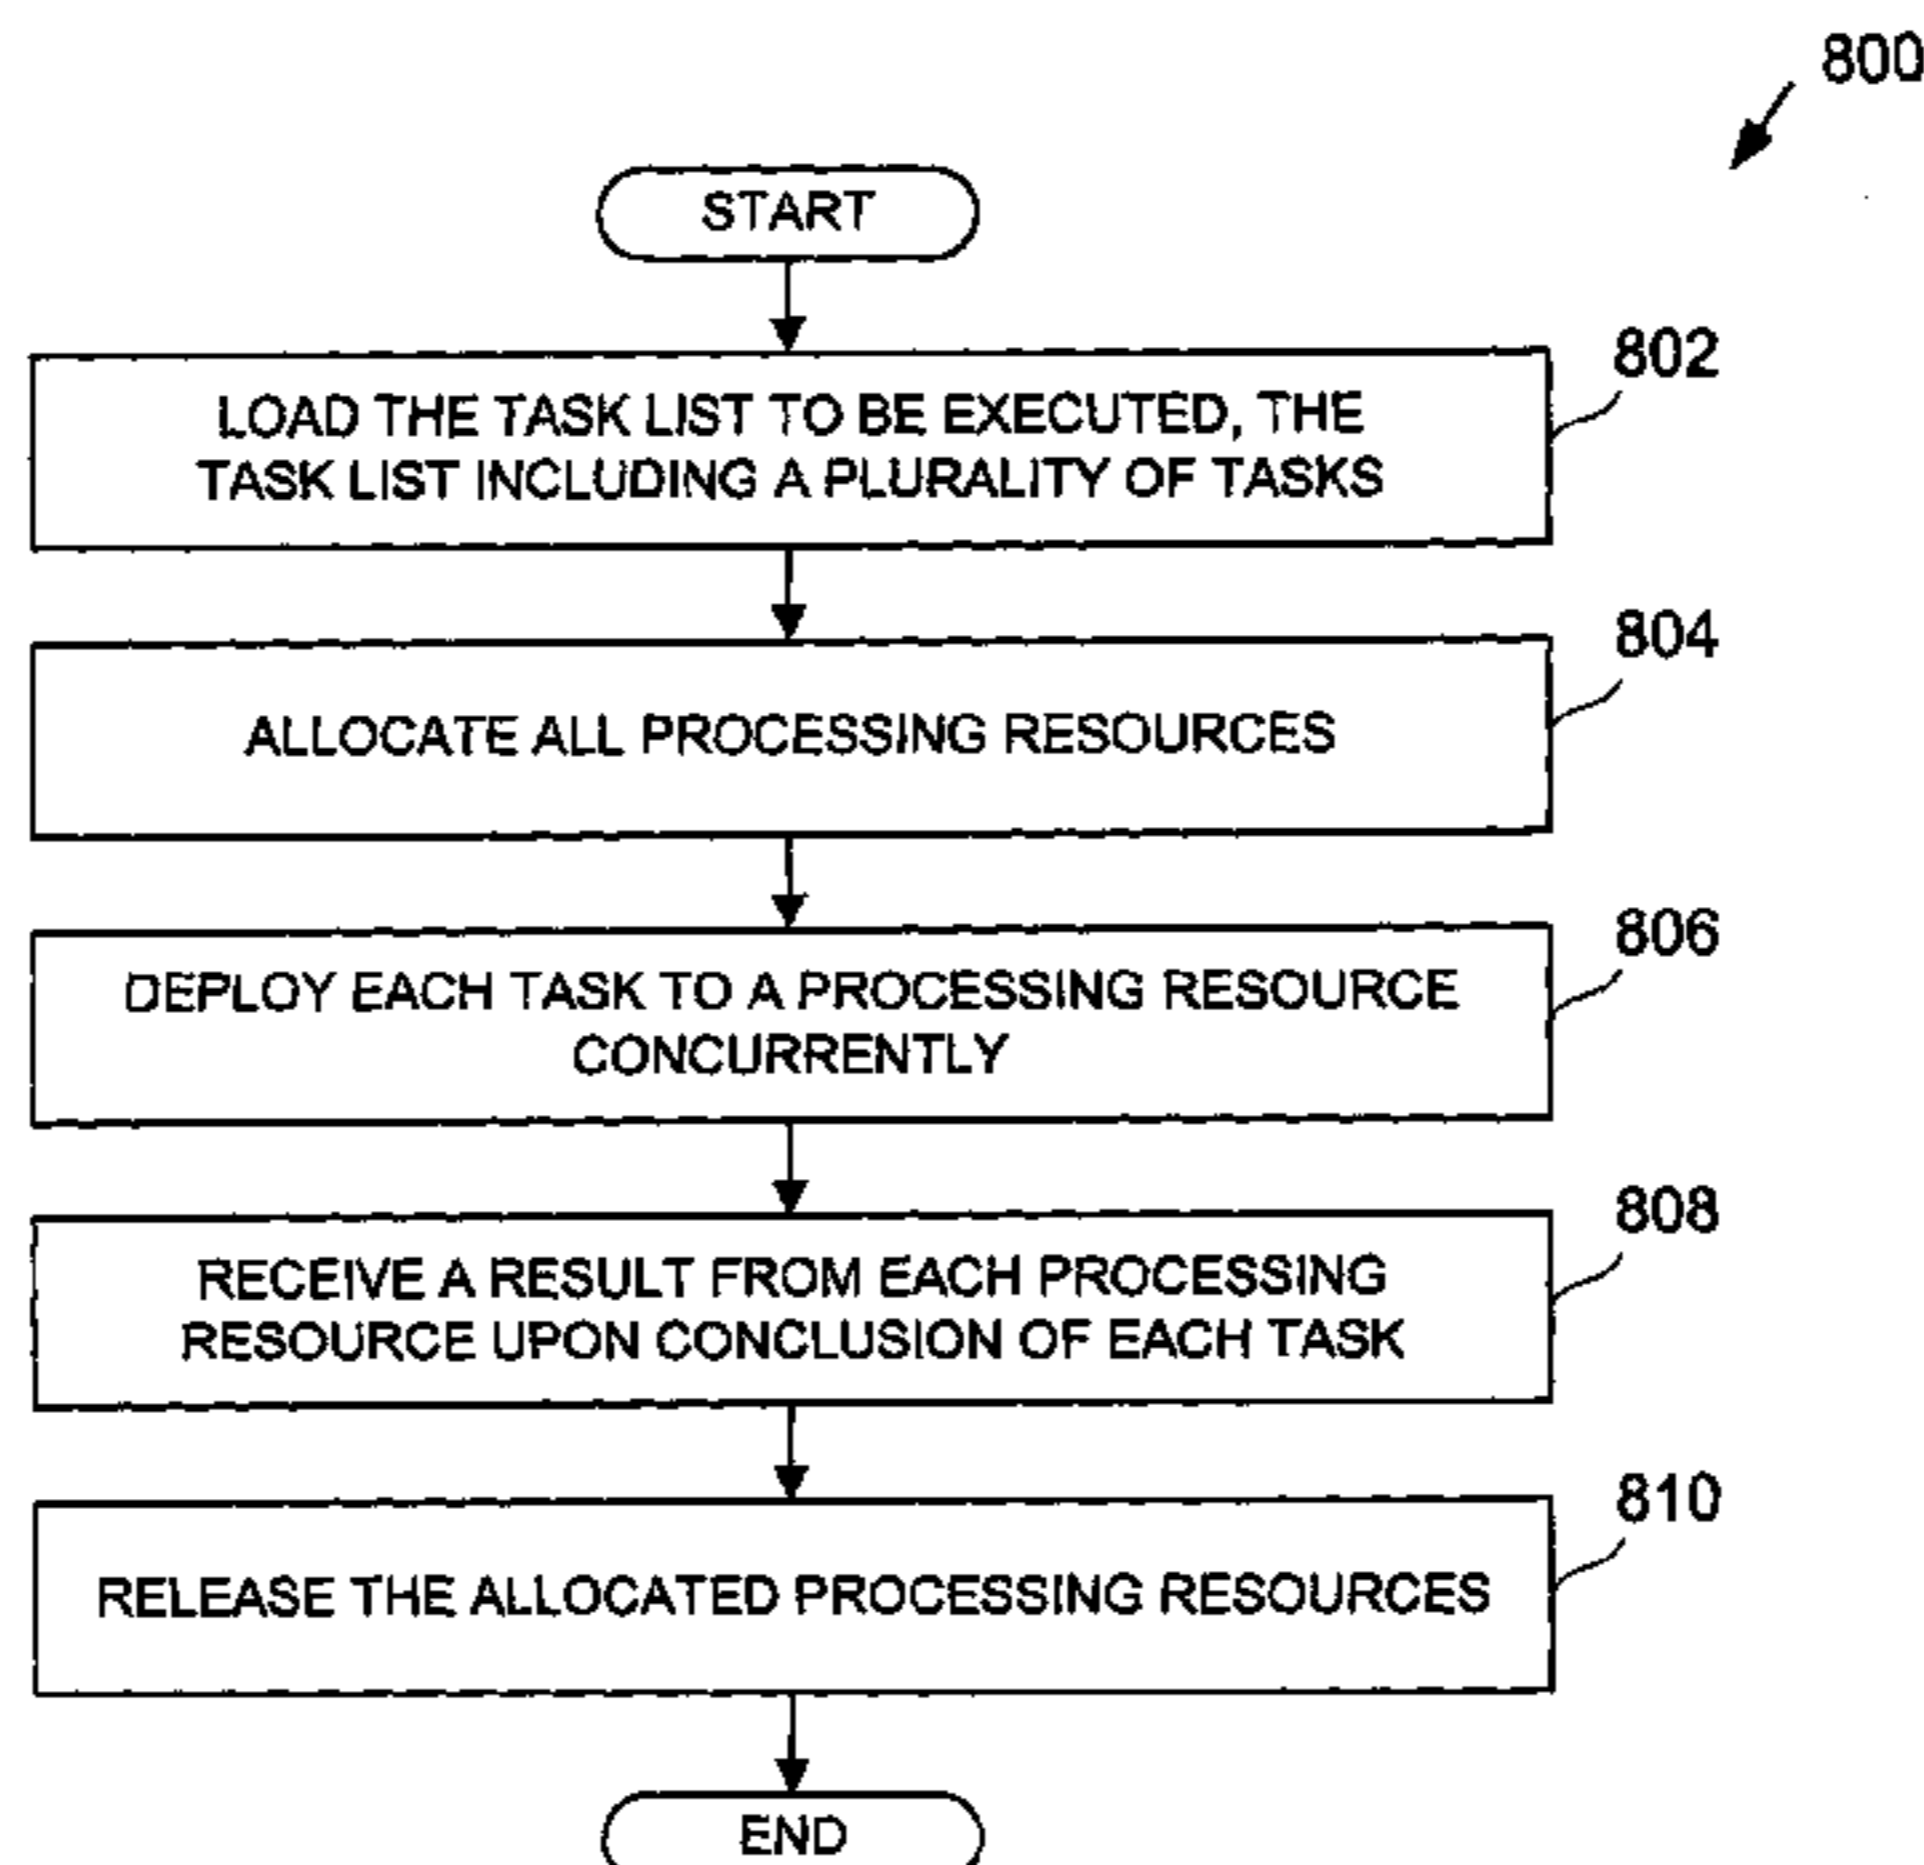 800
START
802
LOAD THE TASK LIST TO BE EXECUTED, THE
TASK LIST INCLUDING A PLURALITY OF TASKS
804
ALLOCATE ALL PROCESSING RESOURCES
806
DEPLOY EACH TASK TO A PROCESSING RESOURCE
CONCURRENTLY
808
RECEIVE A RESULT FROM EACH PROCESSING
RESOURCE UPON CONCLUSION OF EACH TASK
810
RELEASE THE ALLOCATED PROCESSING RESOURCES
END